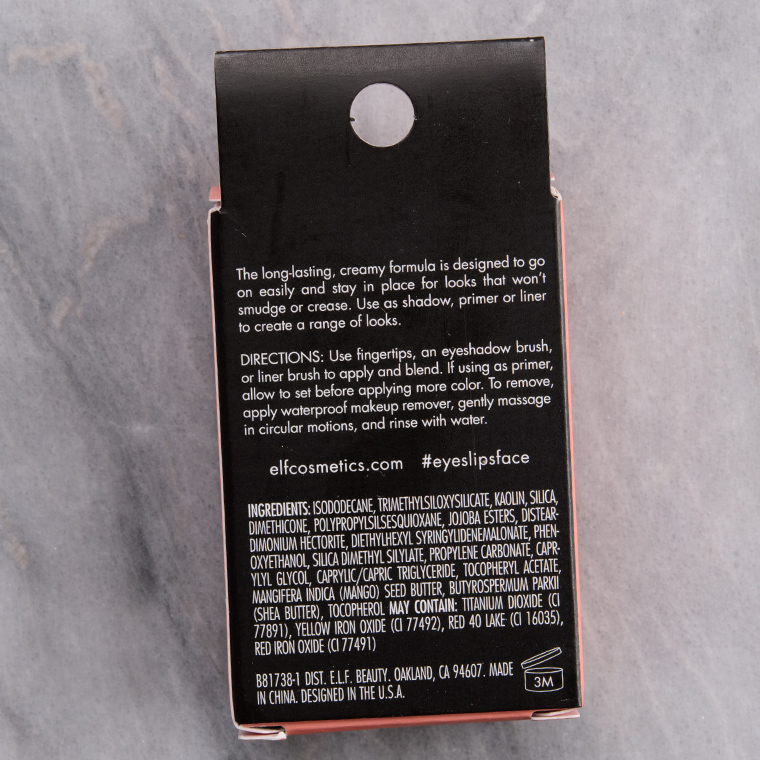 The long-lasting, creamy formula is designed to go
on easily and stay in place for looks that won't
smudge or crease. Use as shadow, primer or liner
to create a range of looks.
DIRECTIONS: Use fingertips, an eyeshadow brush,
or liner brush to apply and blend. If using as primer,
allow to set before applying more color. To remove,
apply waterproof makeup remover, gently massage
in circular motions, and rinse with water.
elfcosmetics.com #eyeslipsface
INGREDIENTS: ISODODECANE, TRIMETHYLSILOXYSILICATE, KAOLIN, SILICA,
DIMETHICONE, POLYPROPYLSILSESQUIOXANE, JOJOBA ESTERS, DISTEAR-
DIMONIUM HECTORITE, DIETHYLHEXYL SYRINGYLIDENEMALONATE, PHEN-
OXYETHANOL, SILICA DIMETHYL SILYLATE, PROPYLENE CARBONATE, CAPR-
YLYL GLYCOL, CAPRYLIC/CAPRIC TRIGLYCERIDE, TOCOPHERYL ACETATE,
MANGIFERA INDICA (MANGO) SEED BUTTER, BUTYROSPERMUM PARKII
(SHEA BUTTER), TOCOPHEROL MAY CONTAIN: TITANIUM DIOXIDE (CI
77891), YELLOW IRON OXIDE (CI 77492), RED 40 LAKE (CI 16035),
RED IRON OXIDE (CI 77491)
B81738-1 DIST. E.L.F. BEAUTY. OAKLAND, CA 94607. MADE
IN CHINA. DESIGNED IN THE U.S.A.
3M